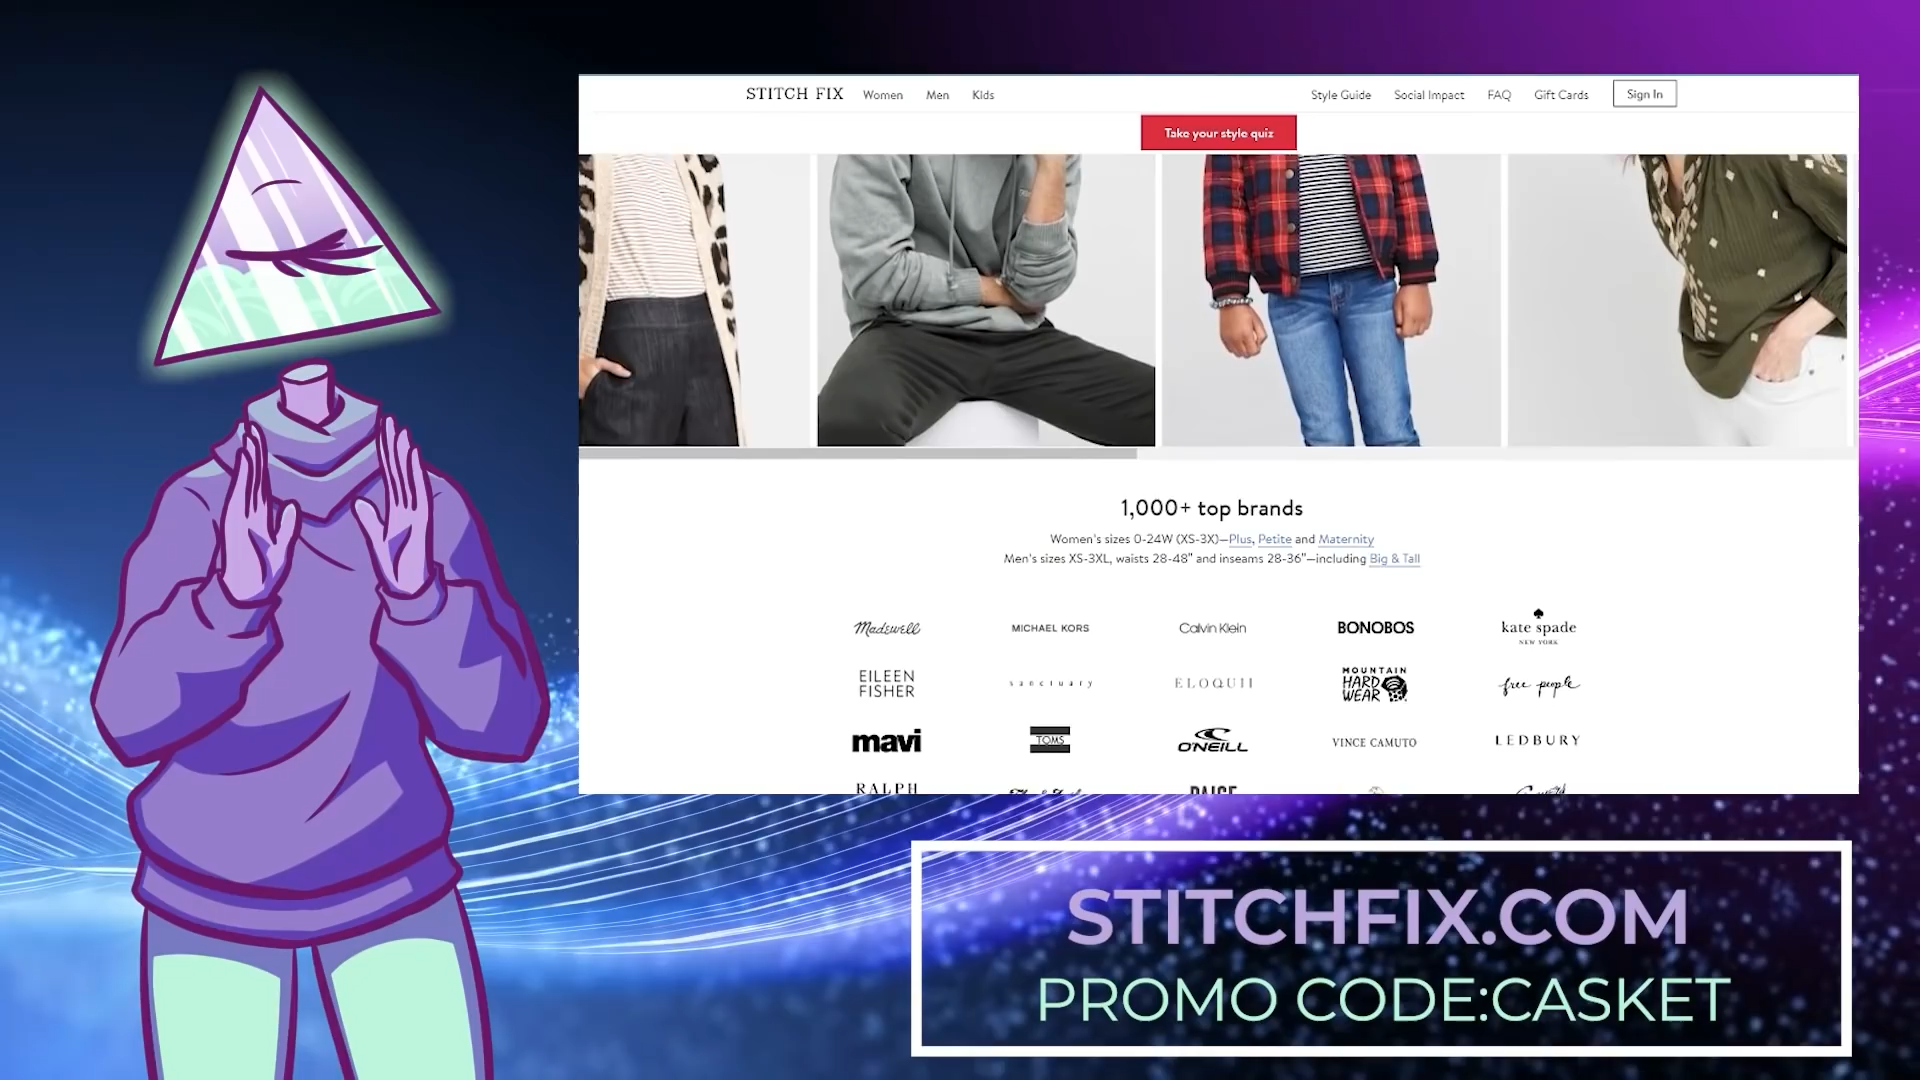 STITCH FIX Women Men Kids Style Guide Social Impact FAQ Gift Cards Sign In
Take your style quiz
1,000+ top brands
Women's sizes 0-24W (XS-3X)—Plus, Petite and Maternity
Men's sizes XS-3XL, waists 28-48" and inseams 28-36"—including Big & Tall
Madewell MICHAEL KORS Calvin Klein BONOBOS kate spade
NEW YORK
EILEEN FISHER sanctuary ELOQUII MOUNTAIN HARD WEAR free people
mavi TOMS O'NEILL VINCE CAMUTO LEDBURY
RALPH PAIGE
STITCHFIX.COM
PROMO CODE:CASKET